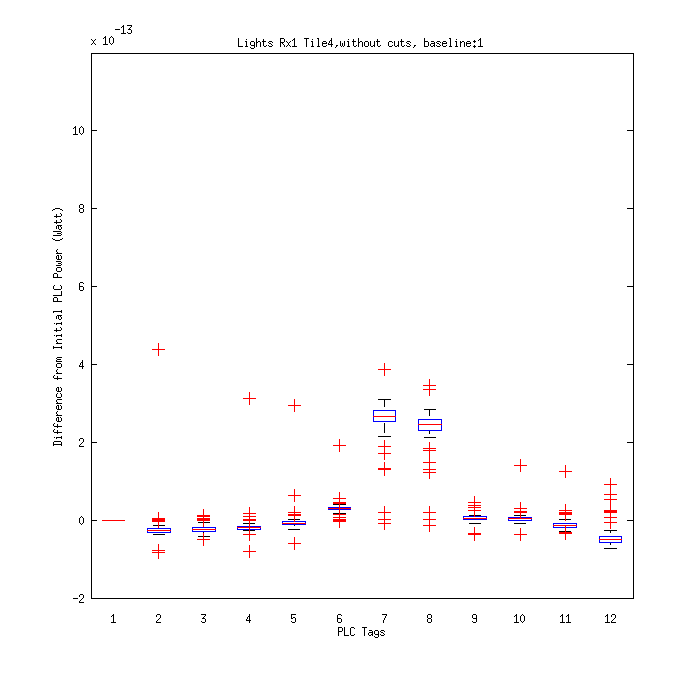 x 10-13
Lights Rx1 Tile4,without cuts, baseline:1
Difference from Initial PLC Power (Watt)
10
8
6
4
2
0
-2
1 2 3 4 5 6 7 8 9 10 11 12
PLC Tags